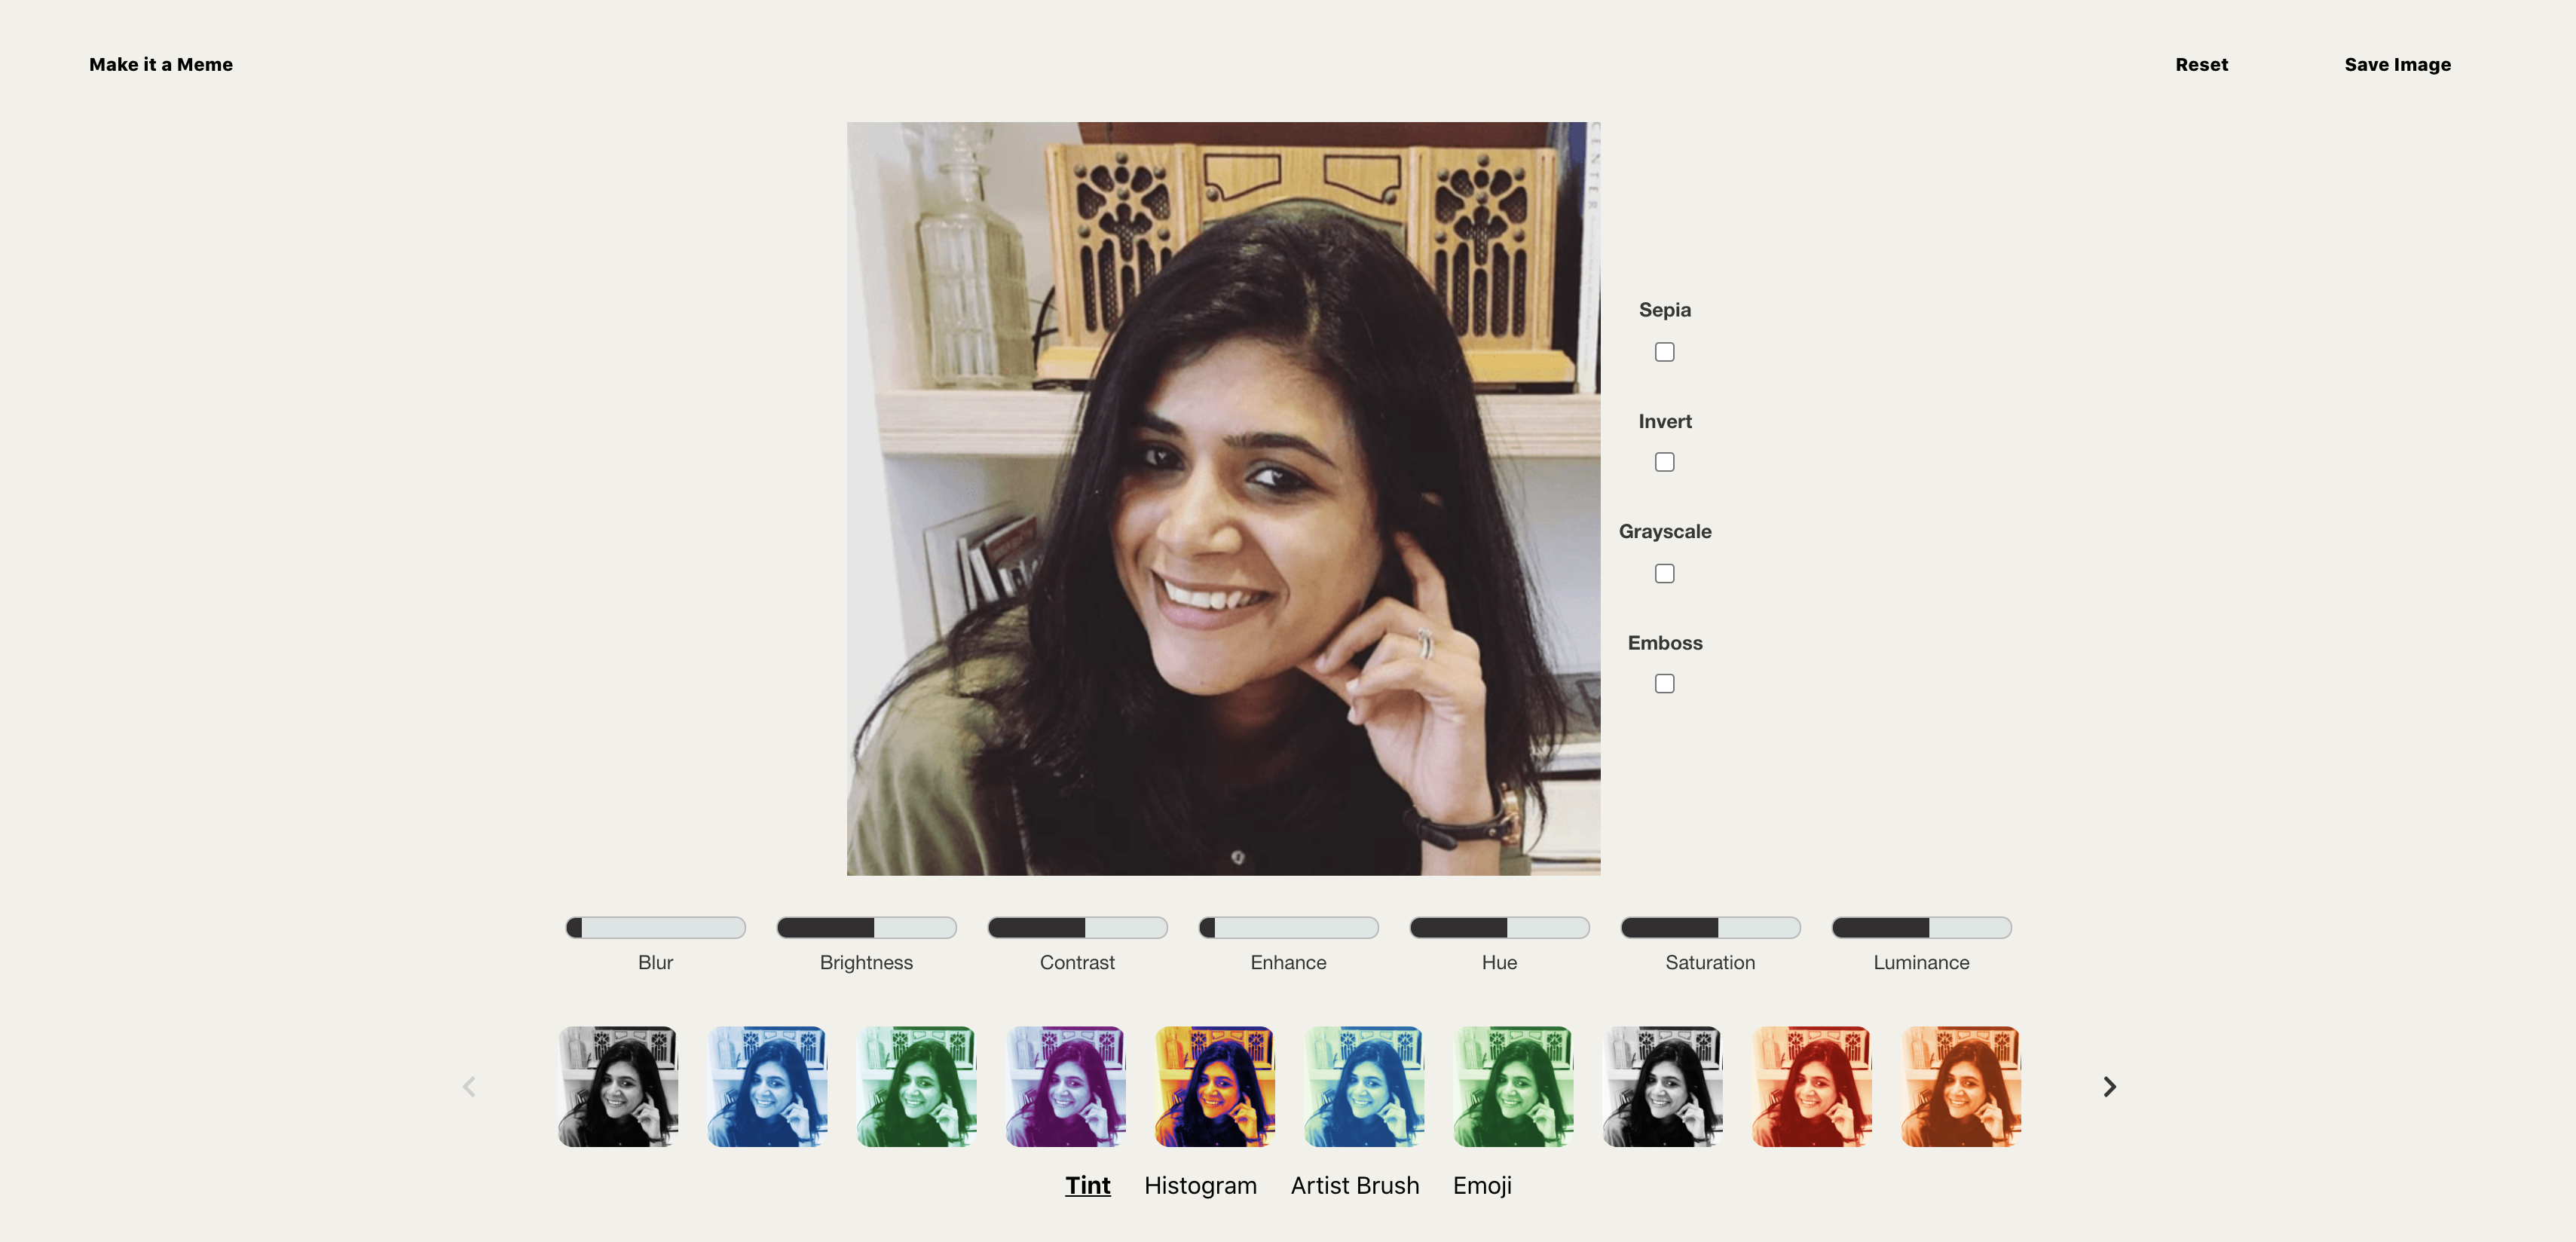 Make it a Meme
Reset
Save Image
CENTER
Sepia
Invert
Grayscale
Emboss
Blur
Brightness
Contrast
Enhance
Hue
Saturation
Luminance
Tint
Histogram
Artist Brush
Emoji